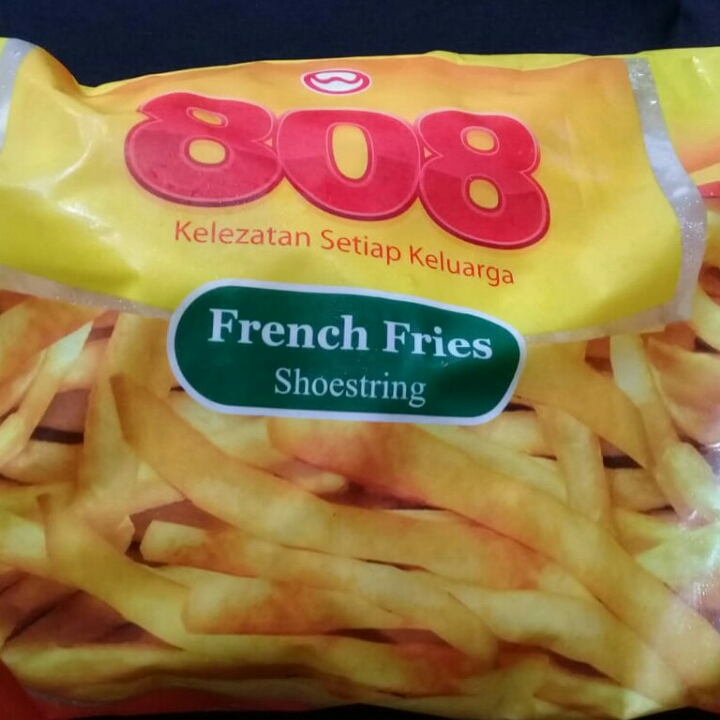 808
Kelezatan Setiap Keluarga
French Fries
Shoestring